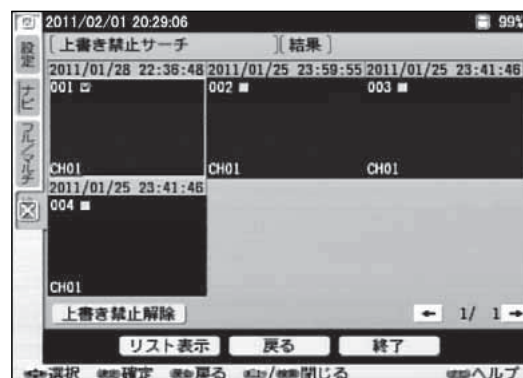 2011/02/01 20:29:06 99%
設定
ナビ
フル/マルチ
[上書き禁止サーチ ][結果]
2011/01/28 22:36:48 2011/01/25 23:59:55 2011/01/25 23:41:46
001 002 003
CH01 CH01 CH01
2011/01/25 23:41:46
004
CH01
上書き禁止解除 ← 1/ 1 →
リスト表示 戻る 終了
選択 確定 戻る 閉じる ヘルプ